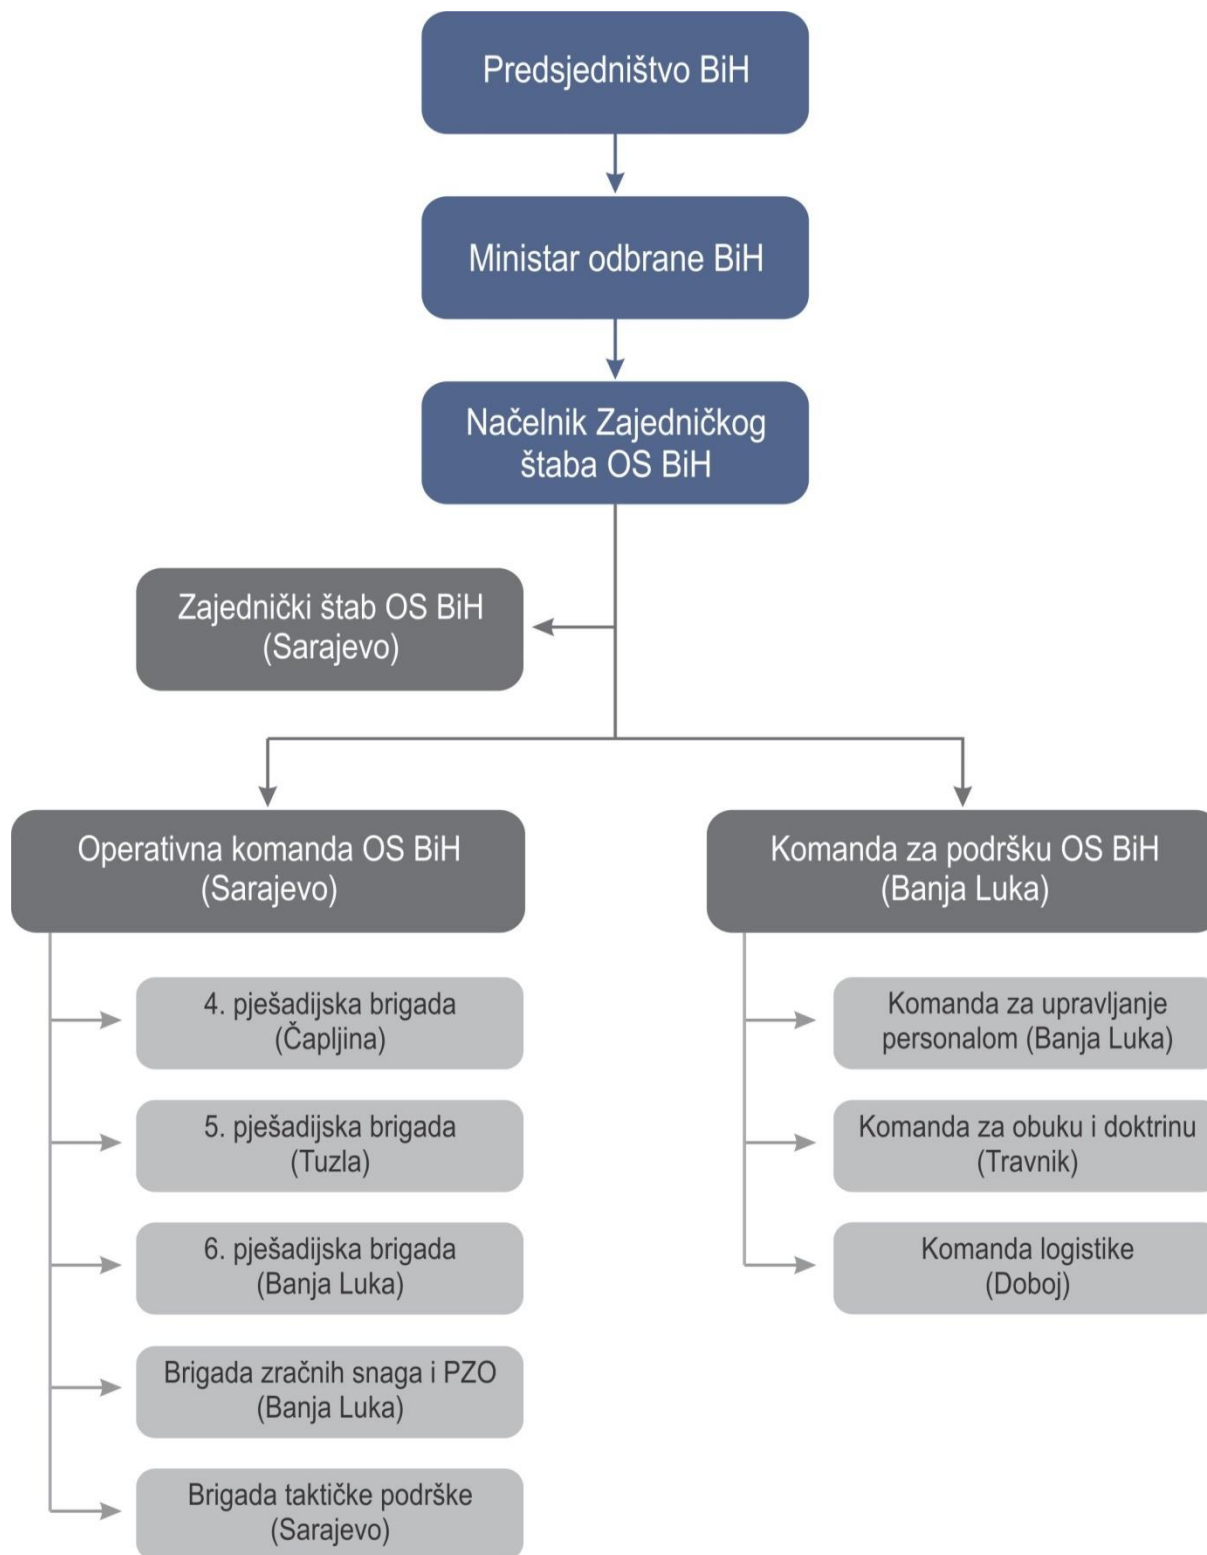 Predsjedništvo BiH
Ministar odbrane BiH
Načelnik Zajedničkog
štaba OS BiH
Zajednički štab OS BiH
(Sarajevo)
Operativna komanda OS BiH
(Sarajevo)
4. pješadijska brigada
(Čapljina)
5. pješadijska brigada
(Tuzla)
6. pješadijska brigada
(Banja Luka)
Brigada zračnih snaga i PZO
(Banja Luka)
Brigada taktičke podrške
(Sarajevo)
Komanda za podršku OS BiH
(Banja Luka)
Komanda za upravljanje
personalom (Banja Luka)
Komanda za obuku i doktrinu
(Travnik)
Komanda logistike
(Doboj)